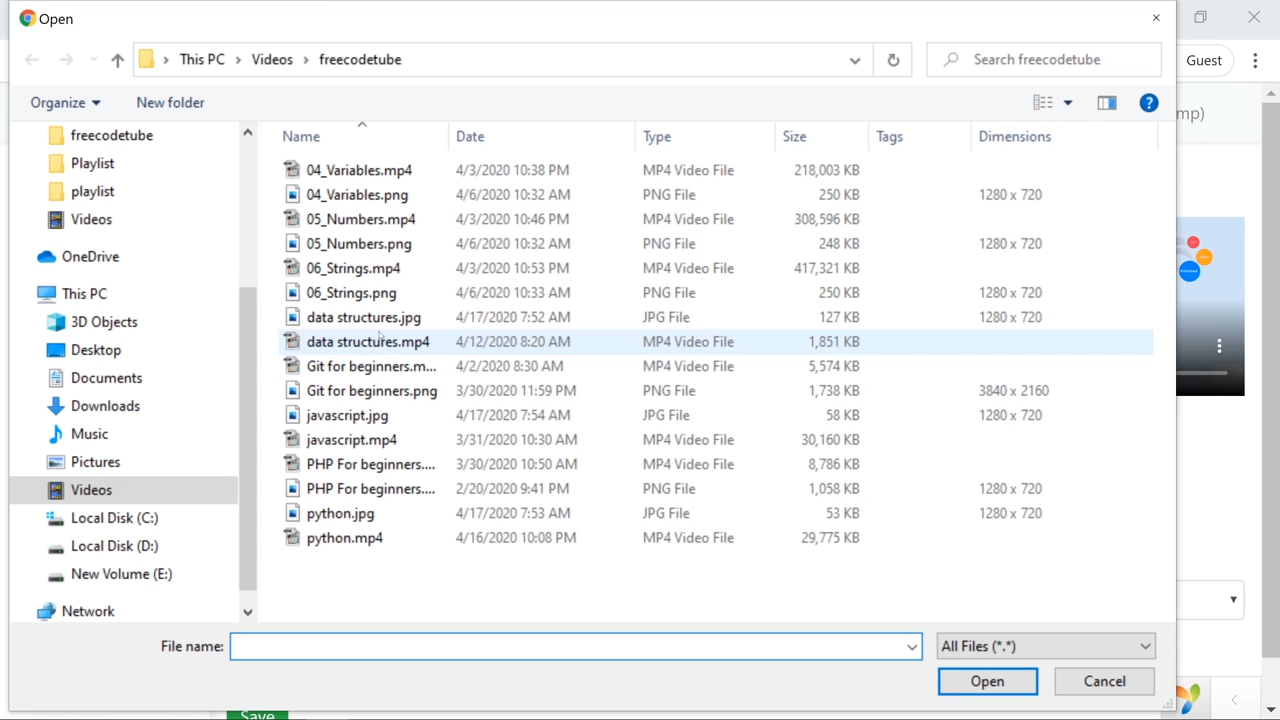 Open
This PC > Videos > freecodetube
Search freecodetube
Guest
Organize
New folder
mp)
Name Date Type Size Tags Dimensions
freecodetube
Playlist
playlist
Videos
OneDrive
This PC
3D Objects
Desktop
Documents
Downloads
Music
Pictures
Videos
Local Disk (C:)
Local Disk (D:)
New Volume (E:)
Network
04_Variables.mp4 4/3/2020 10:38 PM MP4 Video File 218,003 KB
04_Variables.png 4/6/2020 10:32 AM PNG File 250 KB 1280 x 720
05_Numbers.mp4 4/3/2020 10:46 PM MP4 Video File 308,596 KB
05_Numbers.png 4/6/2020 10:32 AM PNG File 248 KB 1280 x 720
06_Strings.mp4 4/3/2020 10:53 PM MP4 Video File 417,321 KB
06_Strings.png 4/6/2020 10:33 AM PNG File 250 KB 1280 x 720
data structures.jpg 4/17/2020 7:52 AM JPG File 127 KB 1280 x 720
data structures.mp4 4/12/2020 8:20 AM MP4 Video File 1,851 KB
Git for beginners.m... 4/2/2020 8:30 AM MP4 Video File 5,574 KB
Git for beginners.png 3/30/2020 11:59 PM PNG File 1,738 KB 3840 x 2160
javascript.jpg 4/17/2020 7:54 AM JPG File 58 KB 1280 x 720
javascript.mp4 3/31/2020 10:30 AM MP4 Video File 30,160 KB
PHP For beginners.... 3/30/2020 10:50 AM MP4 Video File 8,786 KB
PHP For beginners.... 2/20/2020 9:41 PM PNG File 1,058 KB 1280 x 720
python.jpg 4/17/2020 7:53 AM JPG File 53 KB 1280 x 720
python.mp4 4/16/2020 10:08 PM MP4 Video File 29,775 KB
File name:
All Files (*.*)
Open
Cancel
Save